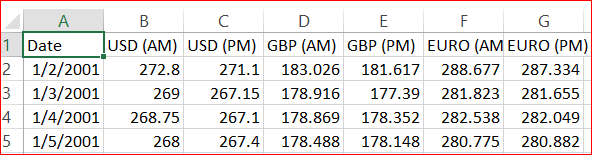 A B C D E F G
1 Date USD (AM) USD (PM) GBP (AM) GBP (PM) EURO (AM EURO (PM)
2 1/2/2001 272.8 271.1 183.026 181.617 288.677 287.334
3 1/3/2001 269 267.15 178.916 177.39 281.823 281.655
4 1/4/2001 268.75 267.1 178.869 178.352 282.538 282.049
5 1/5/2001 268 267.4 178.488 178.148 280.775 280.882